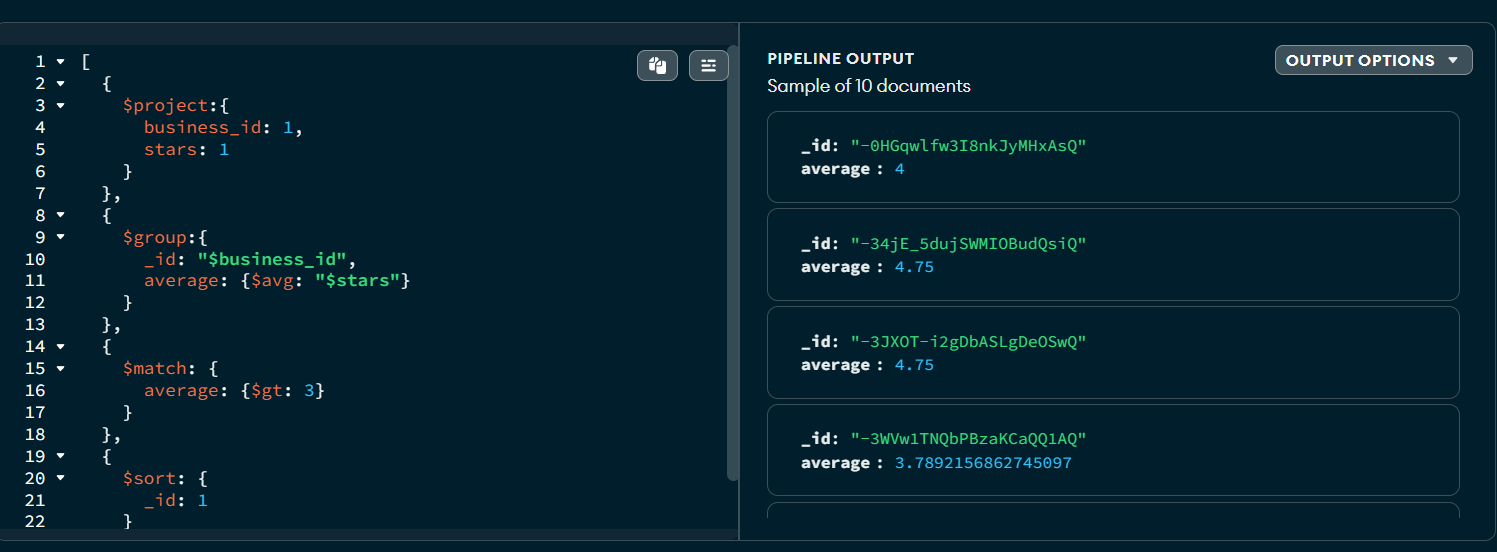 1 [
2 {
3 $project:{
4 business_id: 1,
5 stars: 1
6 }
7 },
8 {
9 $group:{
10 _id: "$business_id",
11 average: {$avg: "$stars"}
12 }
13 },
14 {
15 $match: {
16 average: {$gt: 3}
17 }
18 },
19 {
20 $sort: {
21 _id: 1
22 }
PIPELINE OUTPUT
OUTPUT OPTIONS
Sample of 10 documents
_id: "-0HGqwlfw3I8nkJyMHxAsQ"
average : 4
_id: "-34jE_5dujSWMIOBudQsiQ"
average : 4.75
_id: "-3JXOT-i2gDbASLgDeOSwQ"
average : 4.75
_id: "-3WVw1TNQbPBzaKCaQQ1AQ"
average : 3.7892156862745097